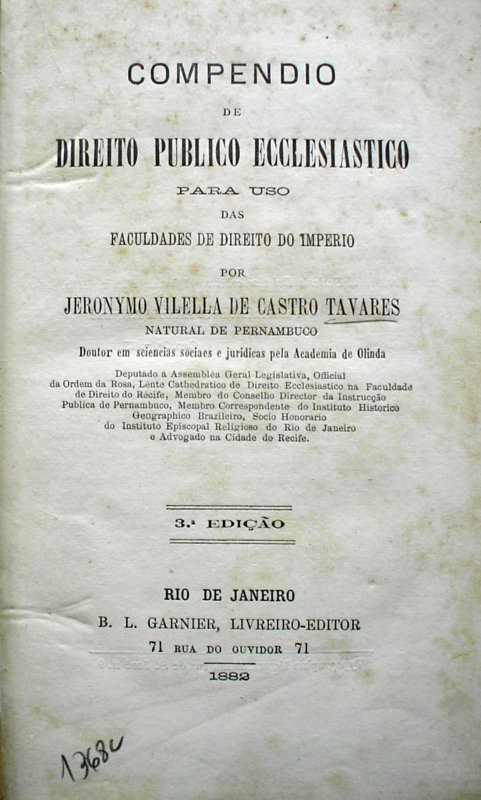 COMPENDIO
DE
DIREITO PUBLICO ECCLESIASTICO
PARA USO
DAS
FACULDADES DE DIREITO DO IMPERIO
POR
JERONYMO VILELLA DE CASTRO TAVARES
NATURAL DE PERNAMBUCO
Doutor em sciencias sociaes e juridicas pela Academia de Olinda
Deputado á Assembléa Geral Legislativa, Official
da Ordem da Rosa, Lente Cathedratico de Direito Ecclesiastico na Faculdade
de Direito do Recife, Membro do Conselho Director da Instrucção
Publica de Pernambuco, Membro Correspondente do Instituto Historico
Geographico Brazileiro, Socio Honorario
do Instituto Episcopal Religioso do Rio de Janeiro
e Advogado na Cidade do Recife.
3.ª EDIÇÃO
RIO DE JANEIRO
B. L. GARNIER, LIVREIRO-EDITOR
71 RUA DO OUVIDOR 71
1882